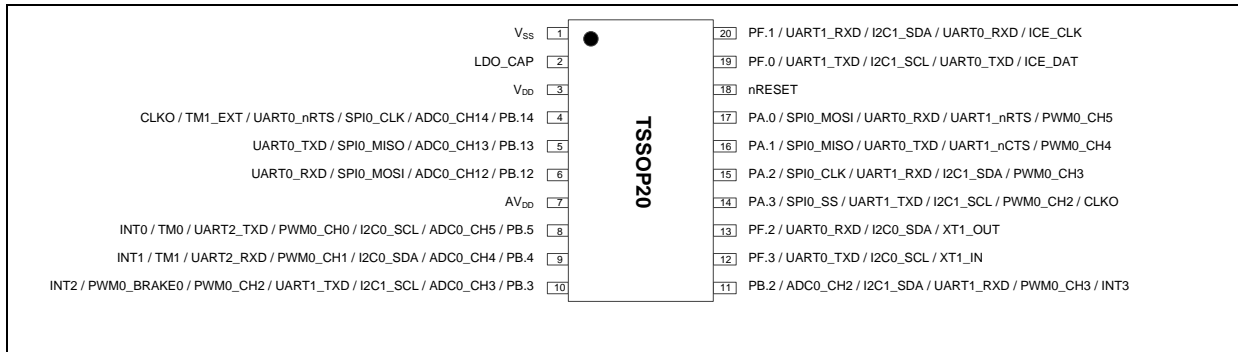 VSS 1
LDO_CAP 2
VDD 3
CLKO / TM1_EXT / UART0_nRTS / SPI0_CLK / ADC0_CH14 / PB.14 4
UART0_TXD / SPI0_MISO / ADC0_CH13 / PB.13 5
UART0_RXD / SPI0_MOSI / ADC0_CH12 / PB.12 6
AVDD 7
INT0 / TM0 / UART2_TXD / PWM0_CH0 / I2C0_SCL / ADC0_CH5 / PB.5 8
INT1 / TM1 / UART2_RXD / PWM0_CH1 / I2C0_SDA / ADC0_CH4 / PB.4 9
INT2 / PWM0_BRAKE0 / PWM0_CH2 / UART1_TXD / I2C1_SCL / ADC0_CH3 / PB.3 10
TSSOP20
20 PF.1 / UART1_RXD / I2C1_SDA / UART0_RXD / ICE_CLK
19 PF.0 / UART1_TXD / I2C1_SCL / UART0_TXD / ICE_DAT
18 nRESET
17 PA.0 / SPI0_MOSI / UART0_RXD / UART1_nRTS / PWM0_CH5
16 PA.1 / SPI0_MISO / UART0_TXD / UART1_nCTS / PWM0_CH4
15 PA.2 / SPI0_CLK / UART1_RXD / I2C1_SDA / PWM0_CH3
14 PA.3 / SPI0_SS / UART1_TXD / I2C1_SCL / PWM0_CH2 / CLKO
13 PF.2 / UART0_RXD / I2C0_SDA / XT1_OUT
12 PF.3 / UART0_TXD / I2C0_SCL / XT1_IN
11 PB.2 / ADC0_CH2 / I2C1_SDA / UART1_RXD / PWM0_CH3 / INT3